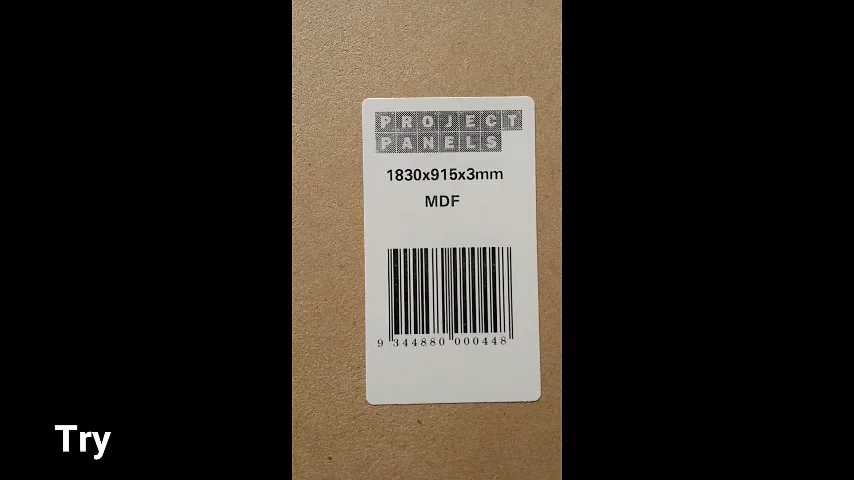 PROJECT
PANELS
1830x915x3mm
MDF
9 344880 000448
Try